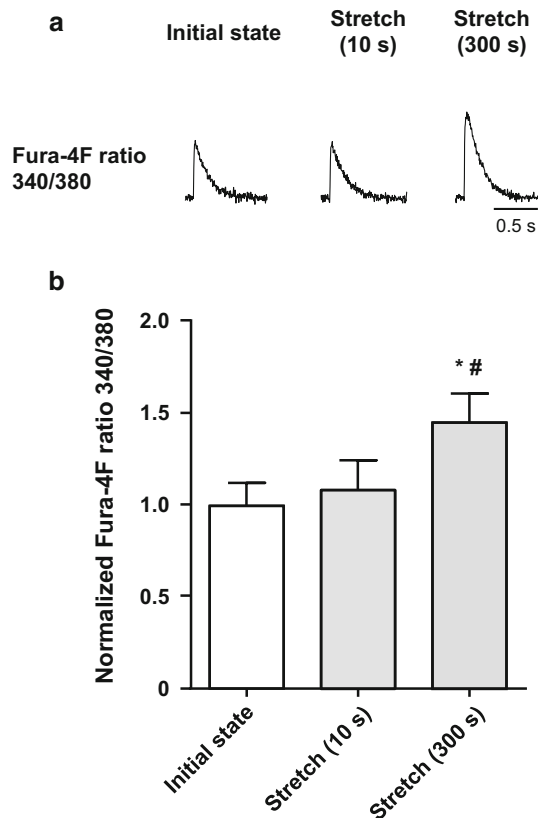 a
Initial state
Stretch
(10 s)
Stretch
(300 s)
Fura-4F ratio
340/380
0.5 s
b
Normalized Fura-4F ratio 340/380
2.0
1.5
1.0
0.5
0
* #
Initial state
Stretch (10 s)
Stretch (300 s)